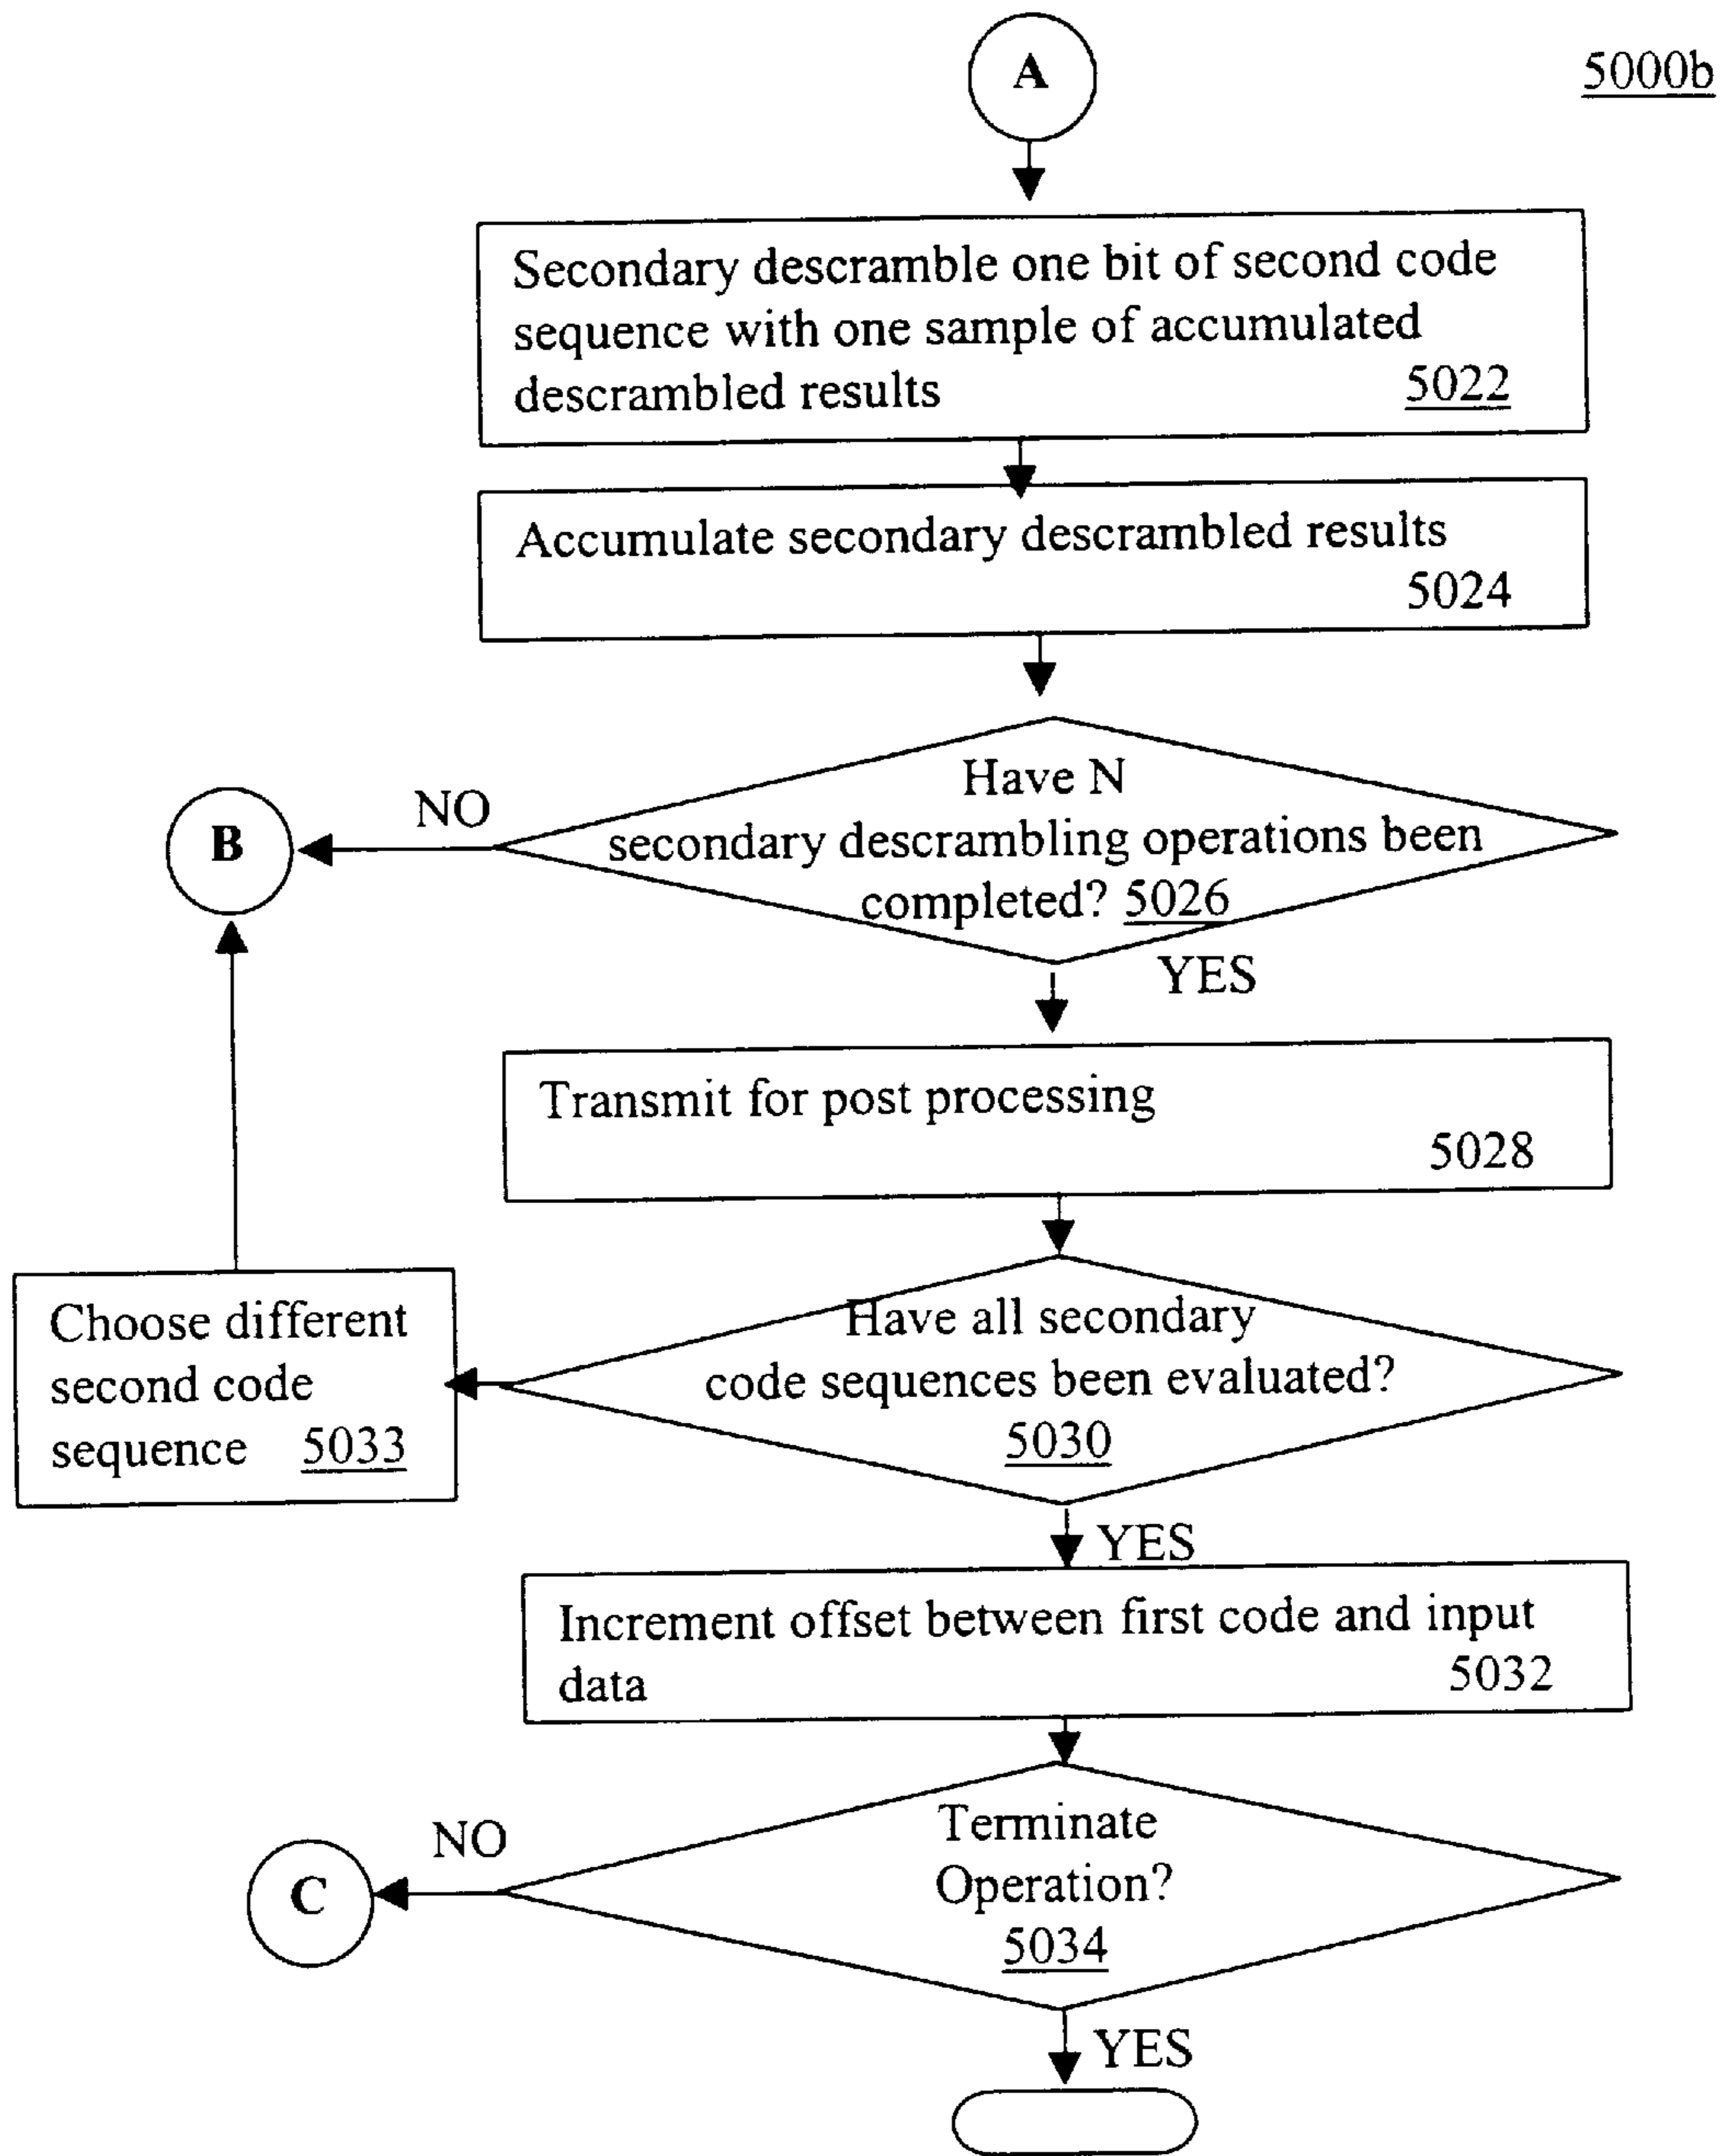 A
5000b
Secondary descramble one bit of second code
sequence with one sample of accumulated
descrambled results 5022
Accumulate secondary descrambled results
5024
Have N
secondary descrambling operations been
completed? 5026
NO
B
YES
Transmit for post processing
5028
Have all secondary
code sequences been evaluated?
5030
Choose different
second code
sequence 5033
YES
Increment offset between first code and input
data 5032
Terminate
Operation?
5034
NO
C
YES